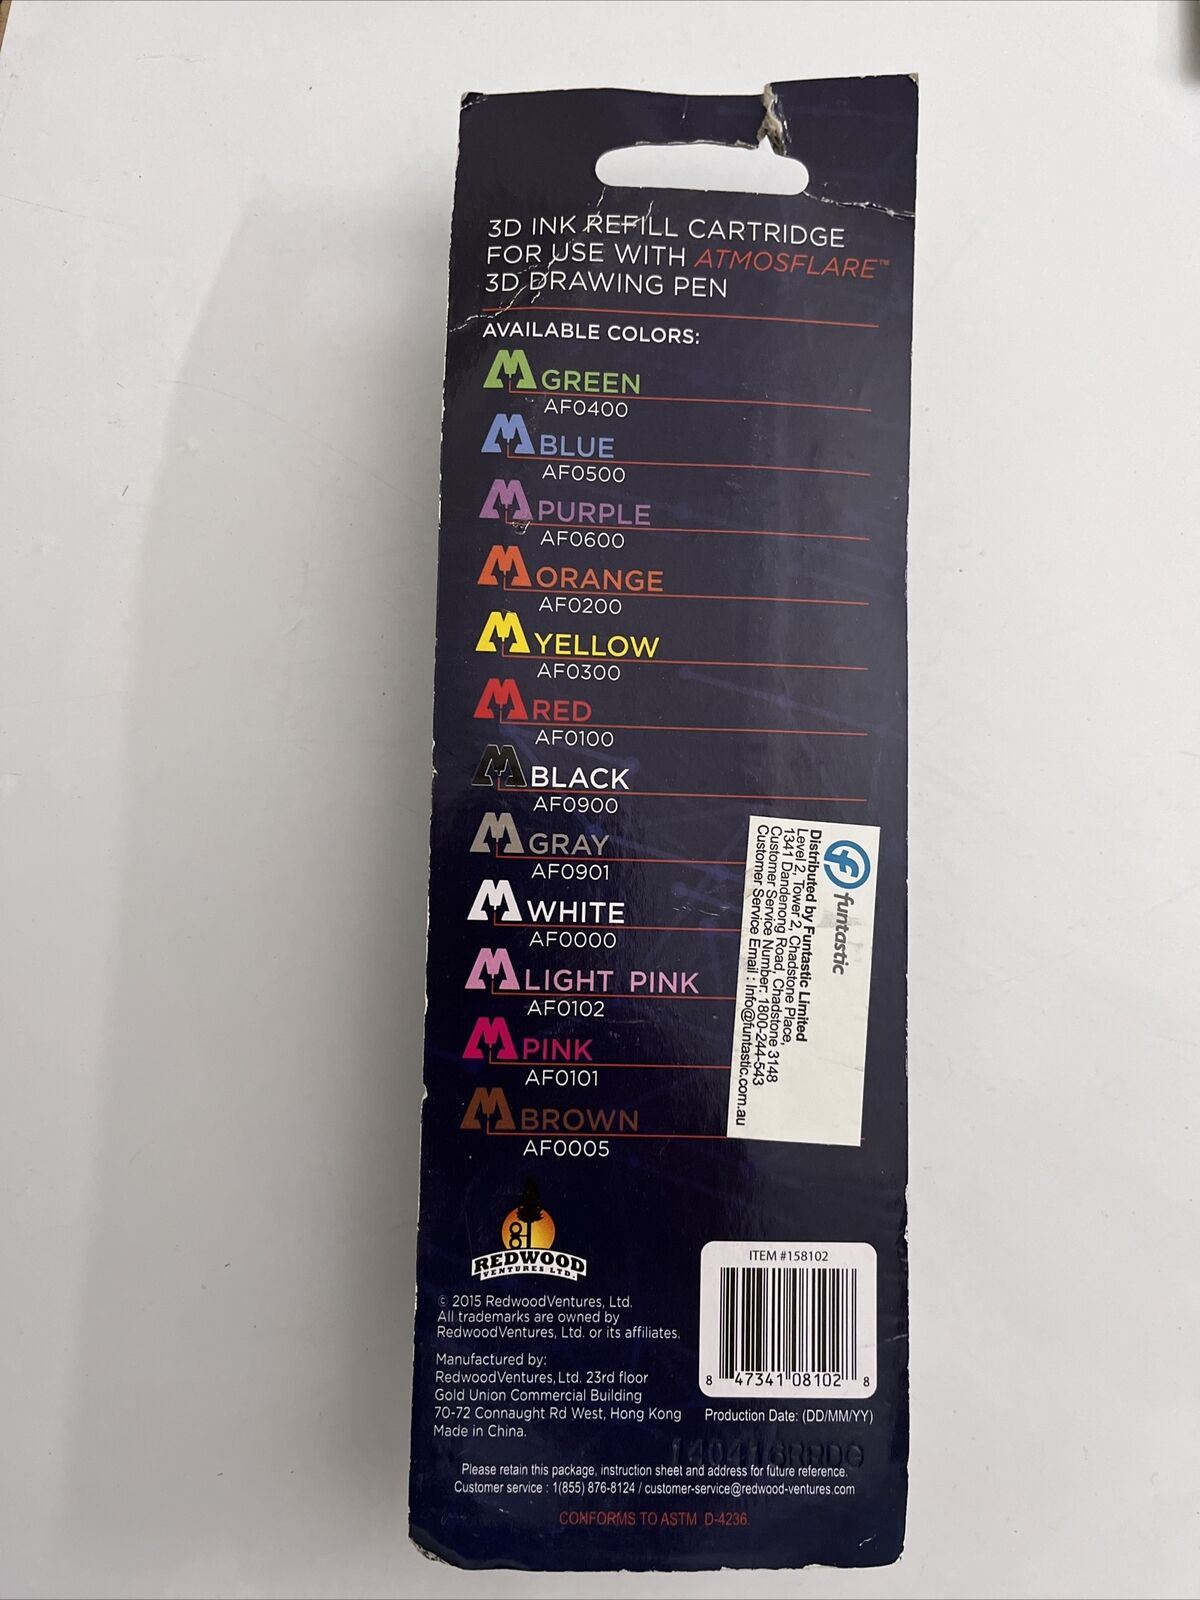 3D INK REFILL CARTRIDGE
FOR USE WITH ATMOSFLARE™
3D DRAWING PEN
AVAILABLE COLORS:
GREEN
AF0400
BLUE
AF0500
PURPLE
AF0600
ORANGE
AF0200
YELLOW
AF0300
RED
AF0100
BLACK
AF0900
GRAY
AF0901
WHITE
AF0000
LIGHT PINK
AF0102
PINK
AF0101
BROWN
AF0005
funtastic
Distributed by Funtastic Limited
Level 2, Tower 2, Chadstone Place,
1341 Dandenong Road, Chadstone 3148
Customer Service Number: 1800-244-543
Customer Service Email : Info@funtastic.com.au
REDWOOD
VENTURES LTD.
© 2015 RedwoodVentures, Ltd.
All trademarks are owned by
RedwoodVentures, Ltd. or its affiliates.
Manufactured by:
RedwoodVentures, Ltd. 23rd floor
Gold Union Commercial Building
70-72 Connaught Rd West, Hong Kong
Made in China.
ITEM #158102
8 47341 08102 8
Production Date: (DD/MM/YY)
Please retain this package, instruction sheet and address for future reference.
Customer service : 1(855) 876-8124 / customer-service@redwood-ventures.com
CONFORMS TO ASTM D-4236.